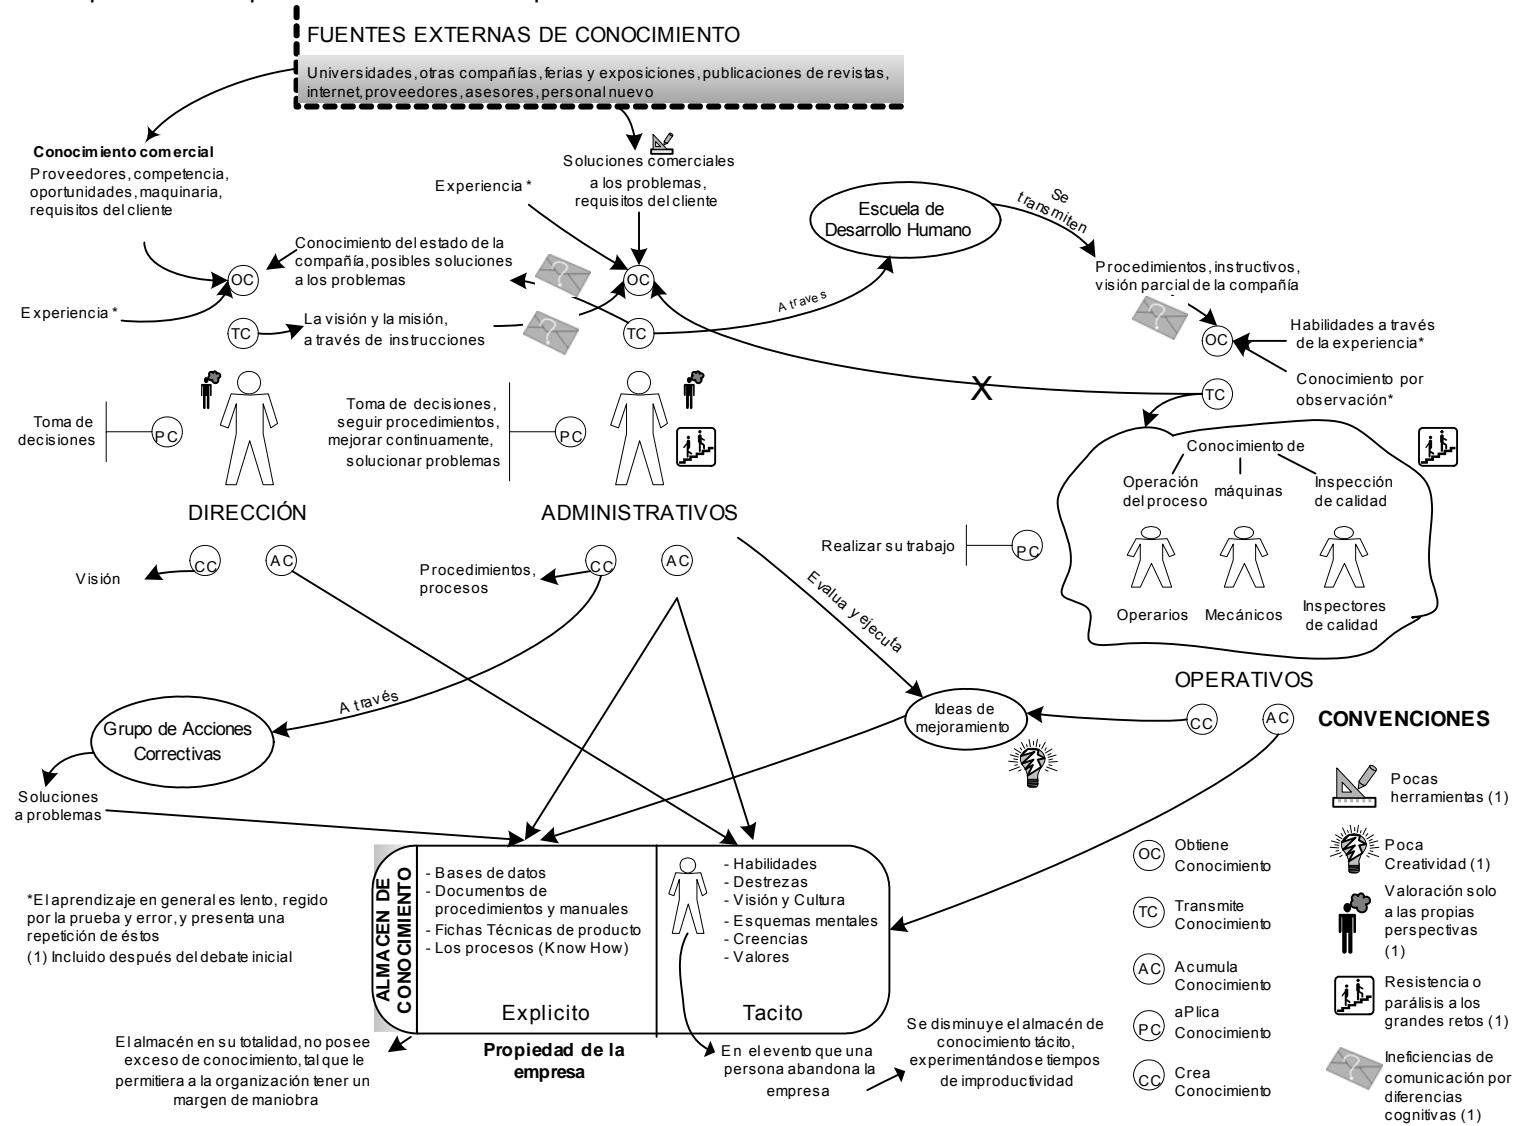 FUENTES EXTERNAS DE CONOCIMIENTO
Universidades, otras compañías, ferias y exposiciones, publicaciones de revistas,
internet, proveedores, asesores, personal nuevo
Conocimiento comercial
Proveedores, competencia,
oportunidades, maquinaria,
requisitos del cliente
Experiencia *
Soluciones comerciales
a los problemas,
requisitos del cliente
Escuela de
Desarrollo Humano
Se
transmiten
Procedimientos, instructivos,
visión parcial de la compañía
Conocimiento del estado de la
compañía, posibles soluciones
a los problemas
OC
OC
Experiencia *
TC
La visión y la misión,
a través de instrucciones
TC
A traves
OC
Habilidades a través
de la experiencia*
Conocimiento por
observación*
X
TC
Toma de
decisiones
PC
Toma de decisiones,
seguir procedimientos,
mejorar continuamente,
solucionar problemas
PC
Conocimiento de
Operación
del proceso
máquinas
Inspección
de calidad
DIRECCIÓN
ADMINISTRATIVOS
Realizar su trabajo
PC
Operarios
Mecánicos
Inspectores
de calidad
Visión
CC
AC
Procedimientos,
procesos
CC
AC
Evalua y ejecuta
OPERATIVOS
A través
Grupo de Acciones
Correctivas
Ideas de
mejoramiento
CC
AC
CONVENCIONES
Soluciones
a problemas
Pocas
herramientas (1)
Poca
Creatividad (1)
Valoración solo
a las propias
perspectivas
(1)
Resistencia o
parálisis a los
grandes retos (1)
Ineficiencias de
comunicación por
diferencias
cognitivas (1)
OC
Obtiene
Conocimiento
TC
Transmite
Conocimiento
AC
Acumula
Conocimiento
PC
aPlica
Conocimiento
CC
Crea
Conocimiento
*El aprendizaje en general es lento, regido
por la prueba y error, y presenta una
repetición de éstos
(1) Incluido después del debate inicial
ALMACEN DE
CONOCIMIENTO
- Bases de datos
- Documentos de
procedimientos y manuales
- Fichas Técnicas de producto
- Los procesos (Know How)
Explicito
- Habilidades
- Destrezas
- Visión y Cultura
- Esquemas mentales
- Creencias
- Valores
Tacito
El almacén en su totalidad, no posee
exceso de conocimiento, tal que le
permitiera a la organización tener un
margen de maniobra
Propiedad de la
empresa
En el evento que una
persona abandona la
empresa
Se disminuye el almacén de
conocimiento tácito,
experimentándose tiempos
de improductividad